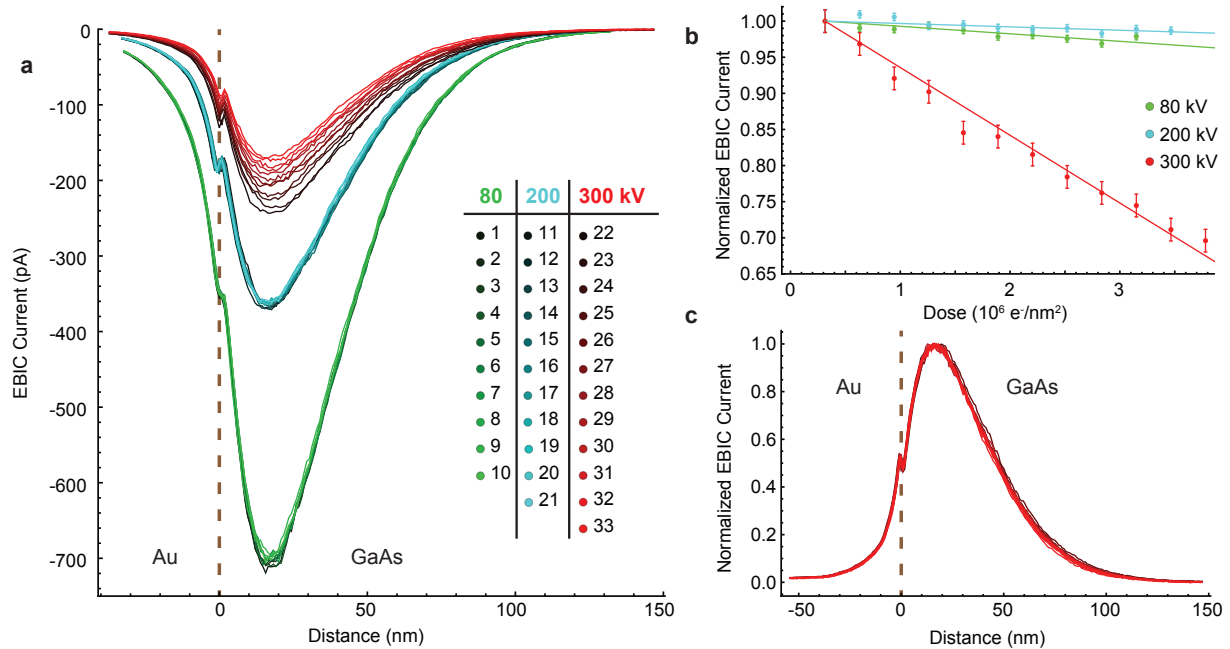 a
0
-100
-200
-300
-400
-500
-600
-700
EBIC Current (pA)
0
50
100
150
Distance (nm)
Au
GaAs
80 200 300 kV
1 11 22
2 12 23
3 13 24
4 14 25
5 15 26
6 16 27
7 17 28
8 18 29
9 19 30
10 20 31
21 32
33
b
1.00
0.95
0.90
0.85
0.80
0.75
0.70
0.65
Normalized EBIC Current
80 kV
200 kV
300 kV
0
1
2
3
Dose (10⁶ e⁻/nm²)
c
1.0
0.8
0.6
0.4
0.2
0.0
Normalized EBIC Current
Au
GaAs
-50
0
50
100
150
Distance (nm)